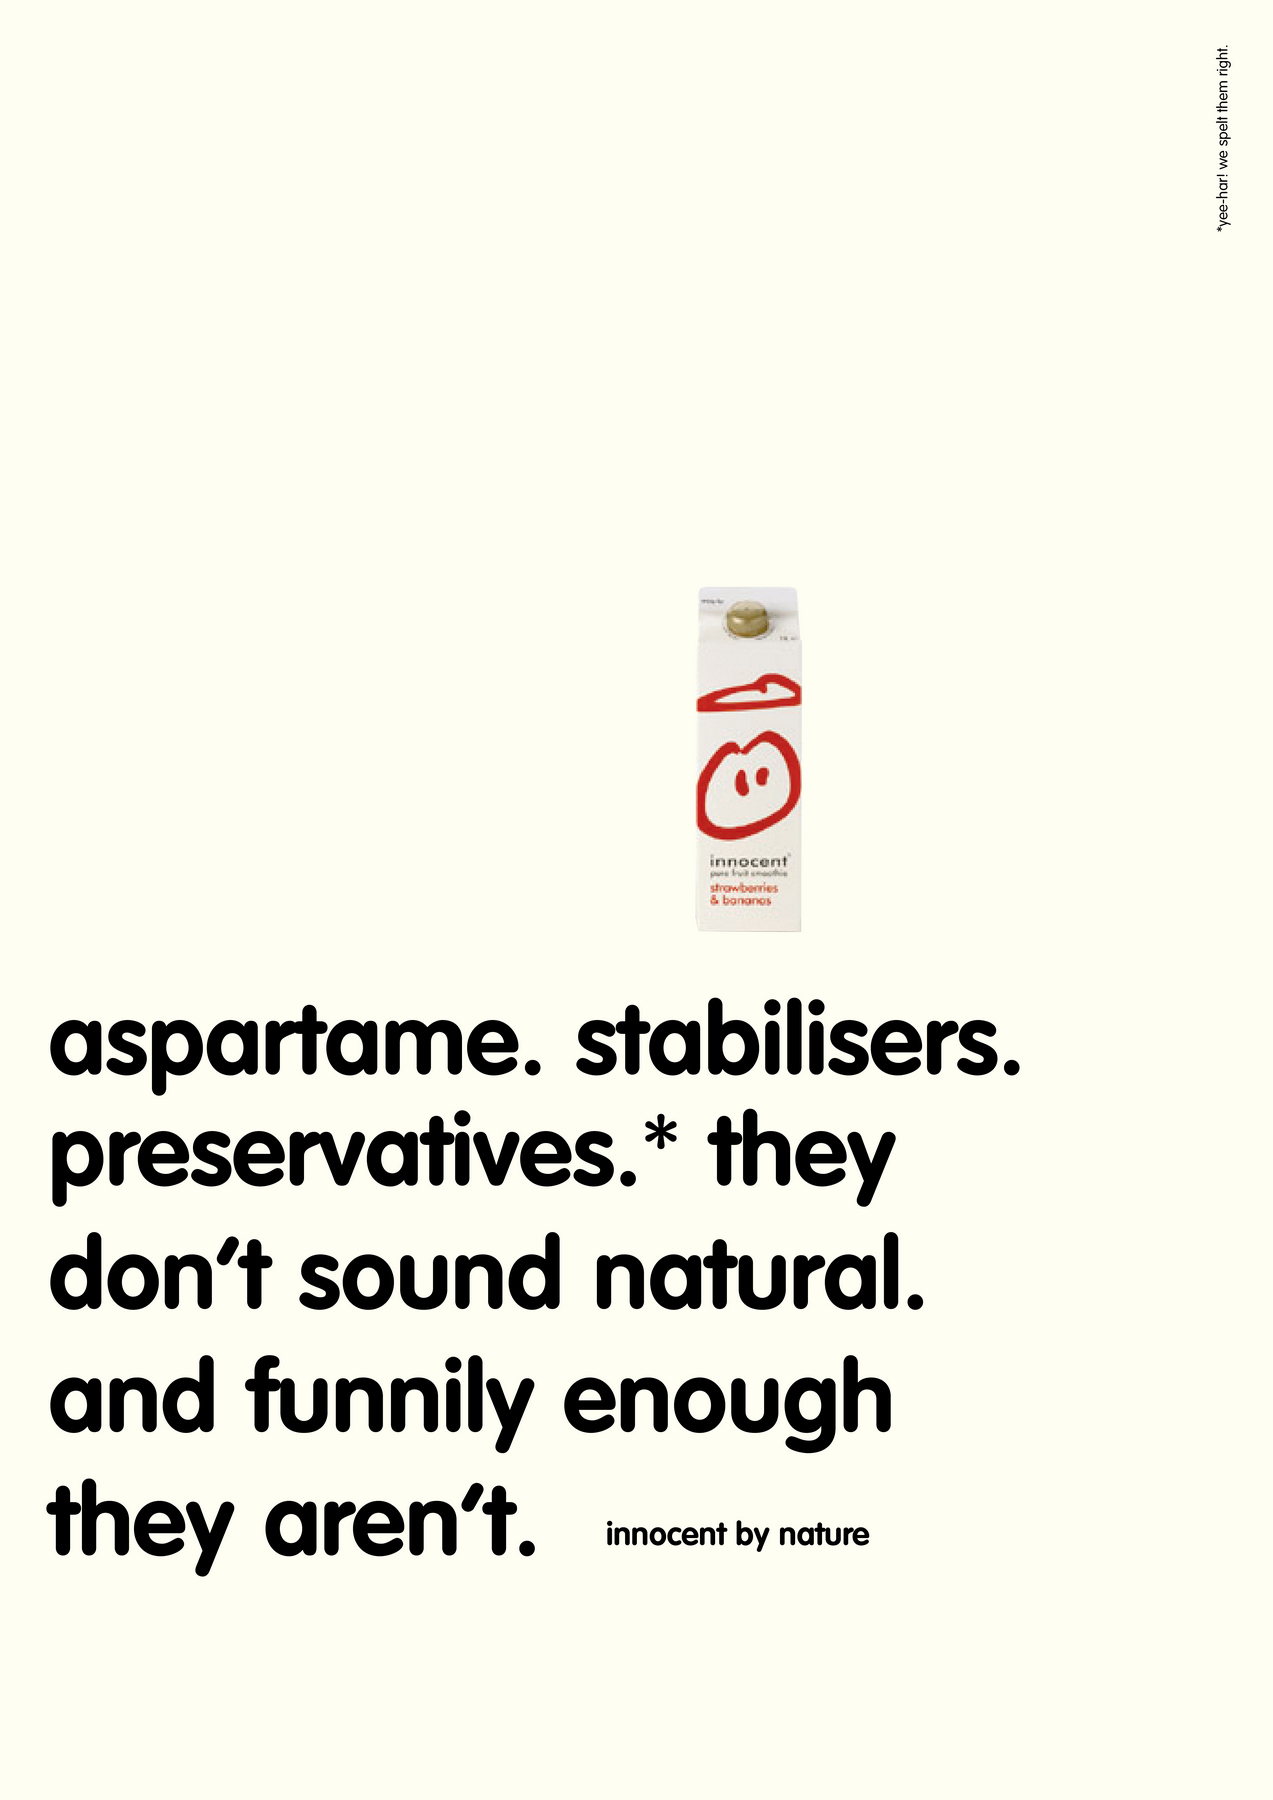 *yee-har! we spelt them right.
innocent
pure fruit smoothie
strawberries
& bananas
aspartame. stabilisers.
preservatives.* they
don't sound natural.
and funnily enough
they aren't.
innocent by nature